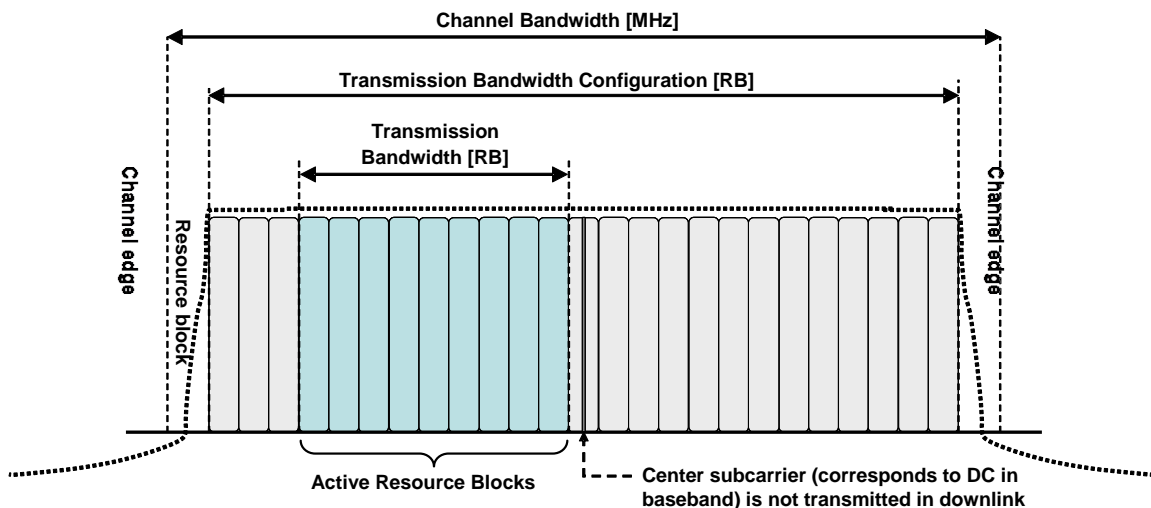 Channel Bandwidth [MHz]
Transmission Bandwidth Configuration [RB]
Transmission
Bandwidth [RB]
Channel edge
Resource block
Channel edge
Active Resource Blocks
Center subcarrier (corresponds to DC in
baseband) is not transmitted in downlink